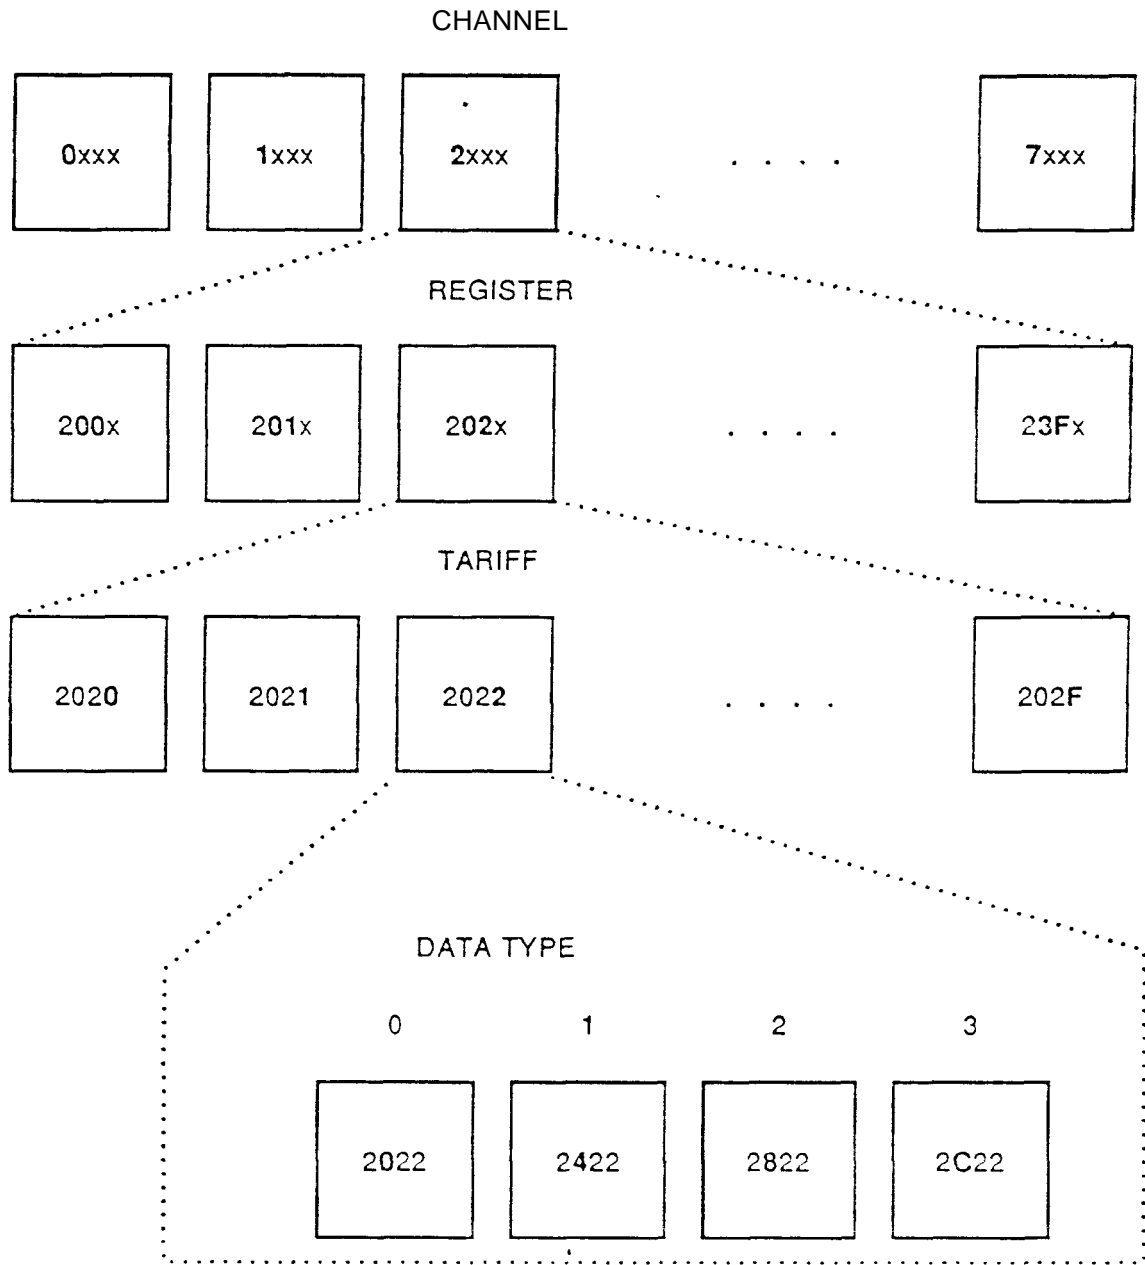 CHANNEL
0xxx 1xxx 2xxx . . . . 7xxx
REGISTER
200x 201x 202x . . . . 23Fx
TARIFF
2020 2021 2022 . . . . 202F
DATA TYPE
0 1 2 3
2022 2422 2822 2C22